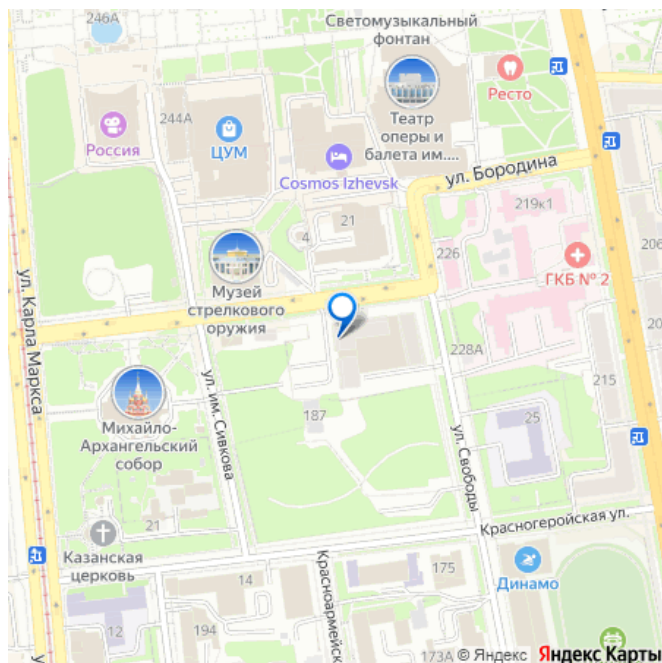 246А
Светомузыкальный
фонтан
Ресто
Театр
оперы и
балета им....
244А
Россия
ЦУМ
Cosmos Izhevsk
ул. Бородина
219к1
21
4
226
206
ГКБ № 2
Музей
стрелкового
оружия
ул. Карла Маркса
228А
215
ул. им. Сивкова
Михайло-
Архангельский
собор
187
25
ул. Свободы
21
Казанская
церковь
Красногеройская ул.
14
Красноармейск
175
Динамо
12
194
173А
© Яндекс Яндекс Карты